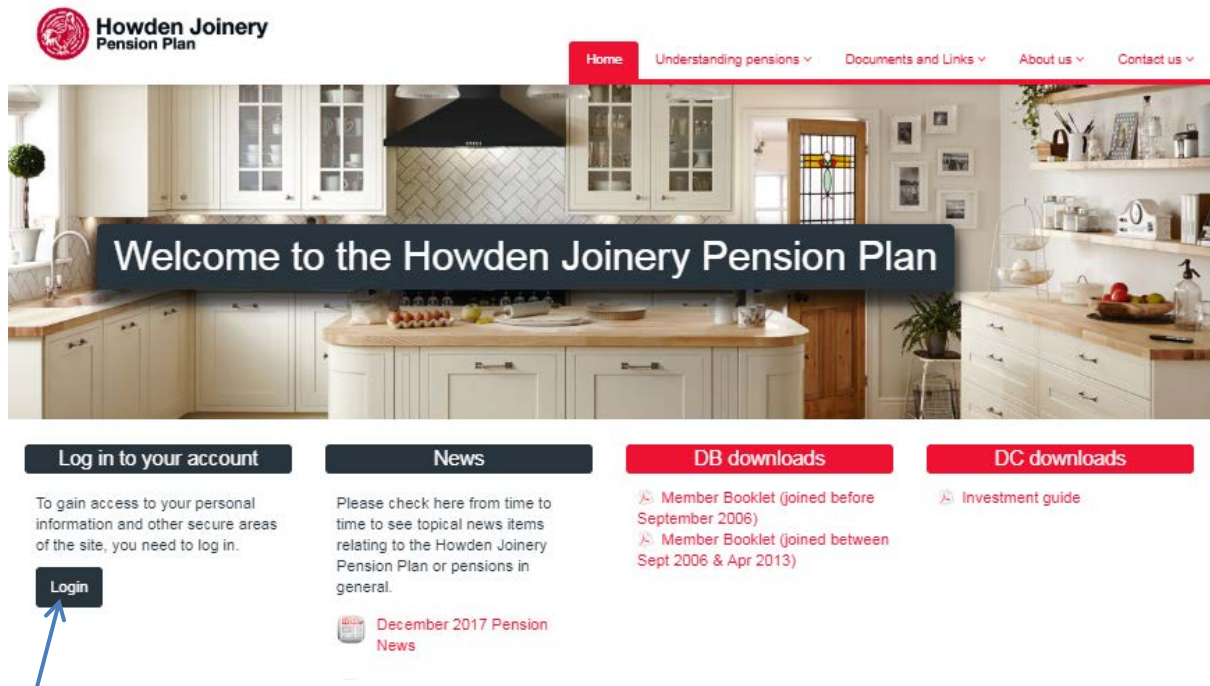 Howden Joinery
Pension Plan
Home
Understanding pensions
Documents and Links
About us
Contact us
Welcome to the Howden Joinery Pension Plan
Log in to your account
To gain access to your personal
information and other secure areas
of the site, you need to log in.
Login
News
Please check here from time to
time to see topical news items
relating to the Howden Joinery
Pension Plan or pensions in
general.
December 2017 Pension
News
DB downloads
Member Booklet (joined before
September 2006)
Member Booklet (joined between
Sept 2006 & Apr 2013)
DC downloads
Investment guide